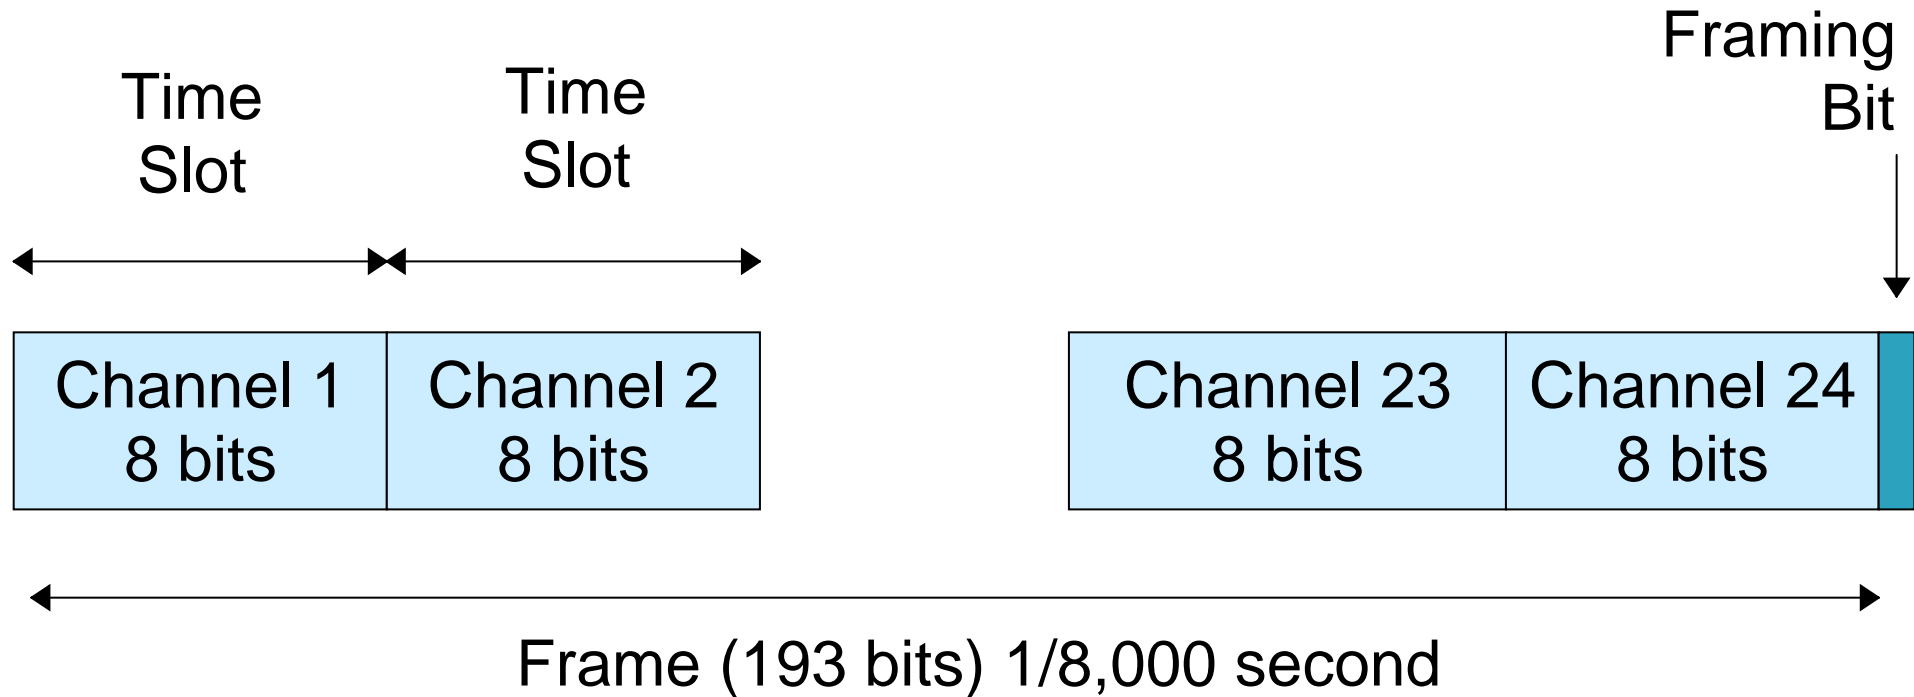 Time
Slot
Time
Slot
Framing
Bit
Channel 1
8 bits
Channel 2
8 bits
Channel 23
8 bits
Channel 24
8 bits
Frame (193 bits) 1/8,000 second